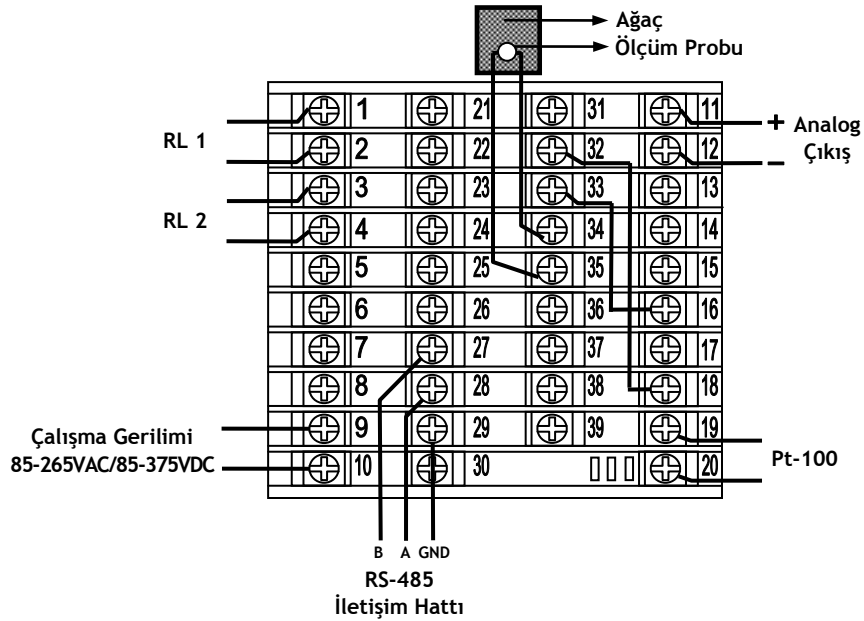 Ağaç
Ölçüm Probu
1 21 31 11
2 22 32 12
3 23 33 13
4 24 34 14
5 25 35 15
6 26 36 16
7 27 37 17
8 28 38 18
9 29 39 19
10 30 20
RL 1
RL 2
+ Analog
Çıkış
−
Çalışma Gerilimi
85-265VAC/85-375VDC
Pt-100
B A GND
RS-485
İletişim Hattı